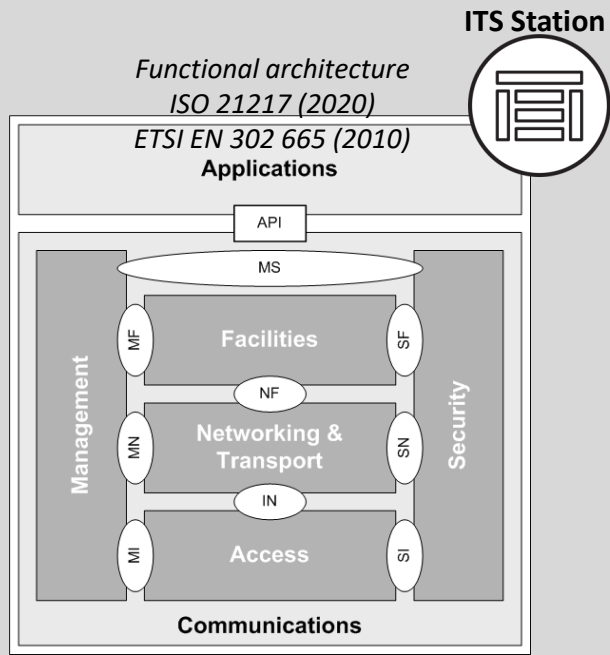 ITS Station
Functional architecture
ISO 21217 (2020)
ETSI EN 302 665 (2010)
Applications
API
MS
Management
MF
Facilities
SF
Security
NF
MN
Networking &
Transport
SN
IN
MI
Access
SI
Communications